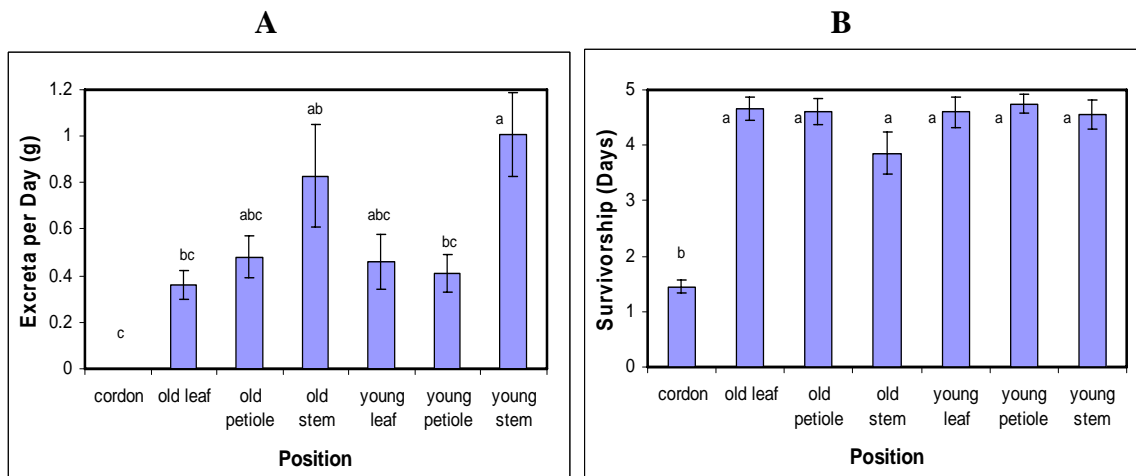 A
B
Excreta per Day (g)
1.2
1
0.8
0.6
0.4
0.2
0
c
bc
abc
ab
abc
bc
a
cordon
old leaf
old petiole
old stem
young leaf
young petiole
young stem
Position
Survivorship (Days)
5
4
3
2
1
0
b
a
a
a
a
a
a
cordon
old leaf
old petiole
old stem
young leaf
young petiole
young stem
Position